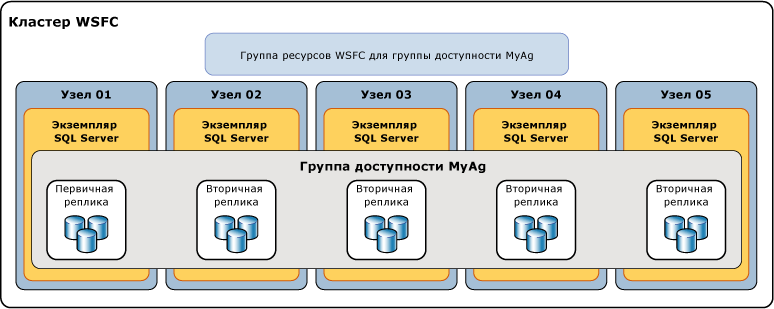 Кластер WSFC
Группа ресурсов WSFC для группы доступности MyAg
Узел 01
Узел 02
Узел 03
Узел 04
Узел 05
Экземпляр
SQL Server
Экземпляр
SQL Server
Экземпляр
SQL Server
Экземпляр
SQL Server
Экземпляр
SQL Server
Группа доступности MyAg
Первичная
реплика
Вторичная
реплика
Вторичная
реплика
Вторичная
реплика
Вторичная
реплика